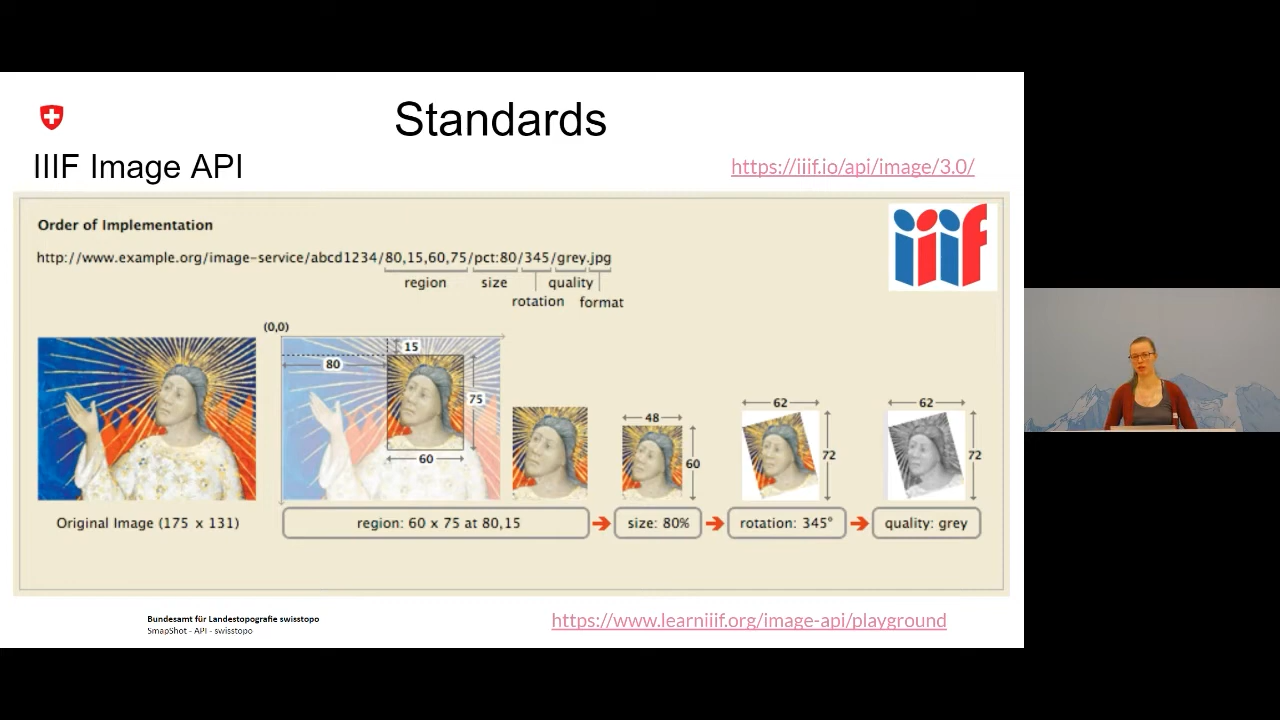 Standards
IIIF Image API
https://iiif.io/api/image/3.0/
Order of Implementation
iiif
http://www.example.org/image-service/abcd1234/80,15,60,75/pct:80/345/grey.jpg
region
size
quality
rotation
format
(0,0)
15
80
75
60
48
60
62
72
62
72
Original Image (175 x 131)
region: 60 x 75 at 80,15
size: 80%
rotation: 345°
quality: grey
Bundesamt für Landestopografie swisstopo
SmapShot - API - swisstopo
https://www.learniiif.org/image-api/playground